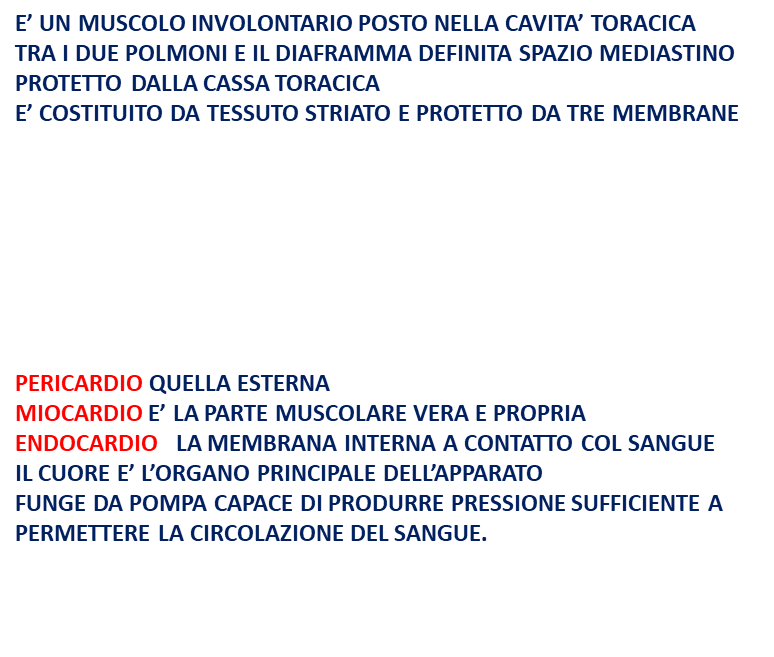 E’ UN MUSCOLO INVOLONTARIO POSTO NELLA CAVITA’ TORACICA
TRA I DUE POLMONI E IL DIAFRAMMA DEFINITA SPAZIO MEDIASTINO
PROTETTO DALLA CASSA TORACICA
E’ COSTITUITO DA TESSUTO STRIATO E PROTETTO DA TRE MEMBRANE
PERICARDIO QUELLA ESTERNA
MIOCARDIO E’ LA PARTE MUSCOLARE VERA E PROPRIA
ENDOCARDIO LA MEMBRANA INTERNA A CONTATTO COL SANGUE
IL CUORE E’ L’ORGANO PRINCIPALE DELL’APPARATO
FUNGE DA POMPA CAPACE DI PRODURRE PRESSIONE SUFFICIENTE A
PERMETTERE LA CIRCOLAZIONE DEL SANGUE.